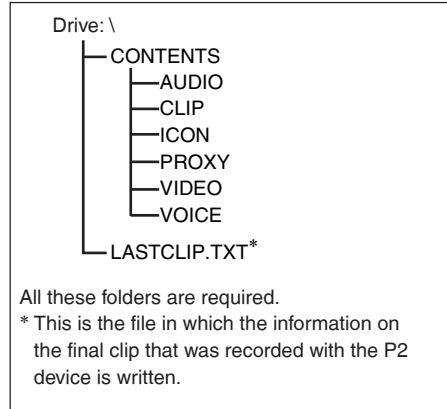 Drive: \
CONTENTS
AUDIO
CLIP
ICON
PROXY
VIDEO
VOICE
LASTCLIP.TXT*
All these folders are required.
* This is the file in which the information on
the final clip that was recorded with the P2
device is written.